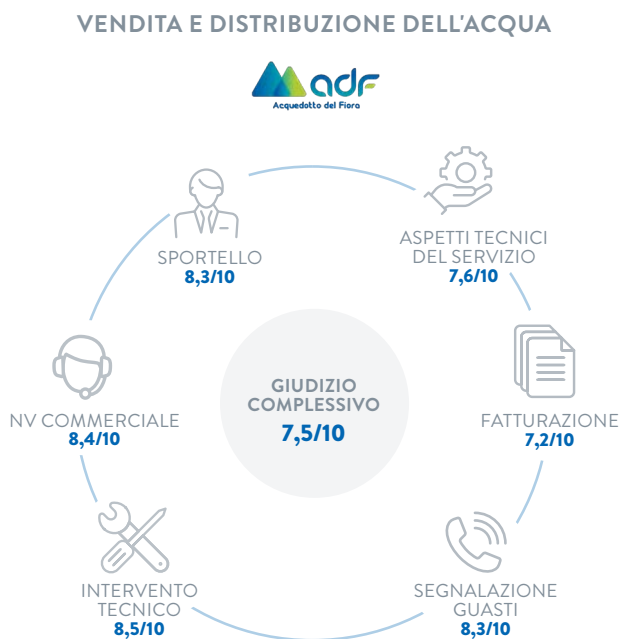 VENDITA E DISTRIBUZIONE DELL'ACQUA
adf
Acquedotto del Fiora
SPORTELLO
8,3/10
ASPETTI TECNICI
DEL SERVIZIO
7,6/10
NV COMMERCIALE
8,4/10
GIUDIZIO
COMPLESSIVO
7,5/10
FATTURAZIONE
7,2/10
INTERVENTO
TECNICO
8,5/10
SEGNALAZIONE
GUASTI
8,3/10